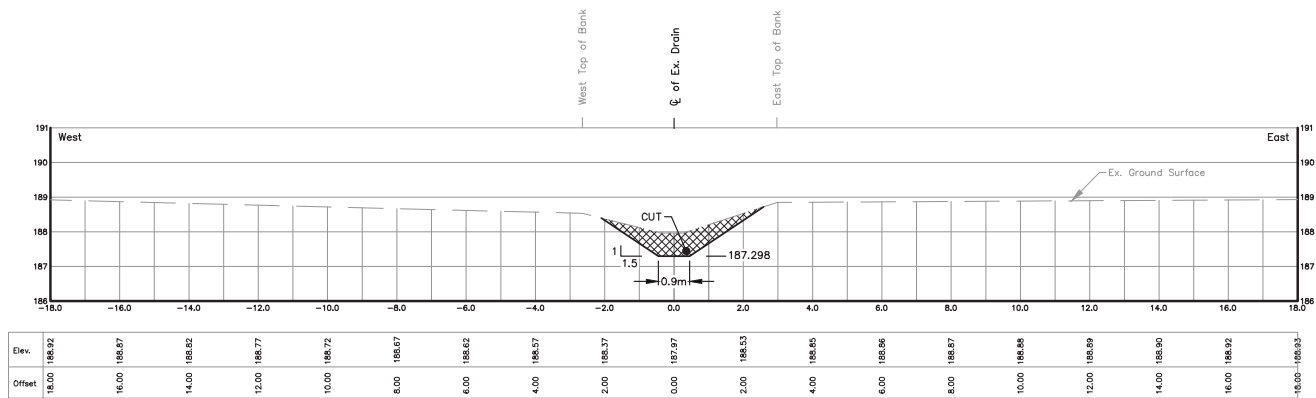 West Top of Bank
℄ of Ex. Drain
East Top of Bank
191 West East 191
190 190
Ex. Ground Surface
189 189
CUT
188 188
1
1.5
187.298
187 187
0.9m
186 186
-18.0 -16.0 -14.0 -12.0 -10.0 -8.0 -6.0 -4.0 -2.0 0.0 2.0 4.0 6.0 8.0 10.0 12.0 14.0 16.0 18.0
Elev. 188.92 188.87 188.82 188.77 188.72 188.67 188.62 188.57 188.37 187.97 188.53 188.85 188.86 188.87 188.88 188.89 188.90 188.92 188.93
Offset 18.00 16.00 14.00 12.00 10.00 8.00 6.00 4.00 2.00 0.00 2.00 4.00 6.00 8.00 10.00 12.00 14.00 16.00 18.00